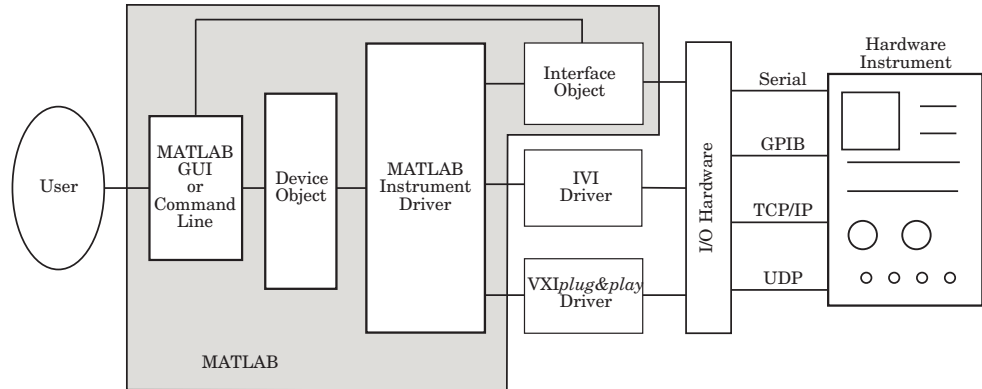 User
MATLAB
GUI
or
Command
Line
Device
Object
MATLAB
Instrument
Driver
Interface
Object
IVI
Driver
VXIplug&play
Driver
I/O Hardware
Serial
GPIB
TCP/IP
UDP
Hardware
Instrument
MATLAB